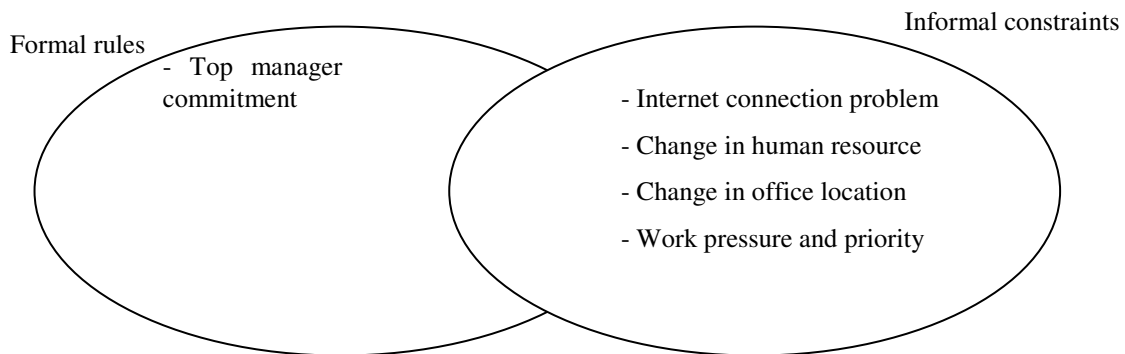 Informal constraints
Formal rules
- Top manager
commitment
- Internet connection problem
- Change in human resource
- Change in office location
- Work pressure and priority